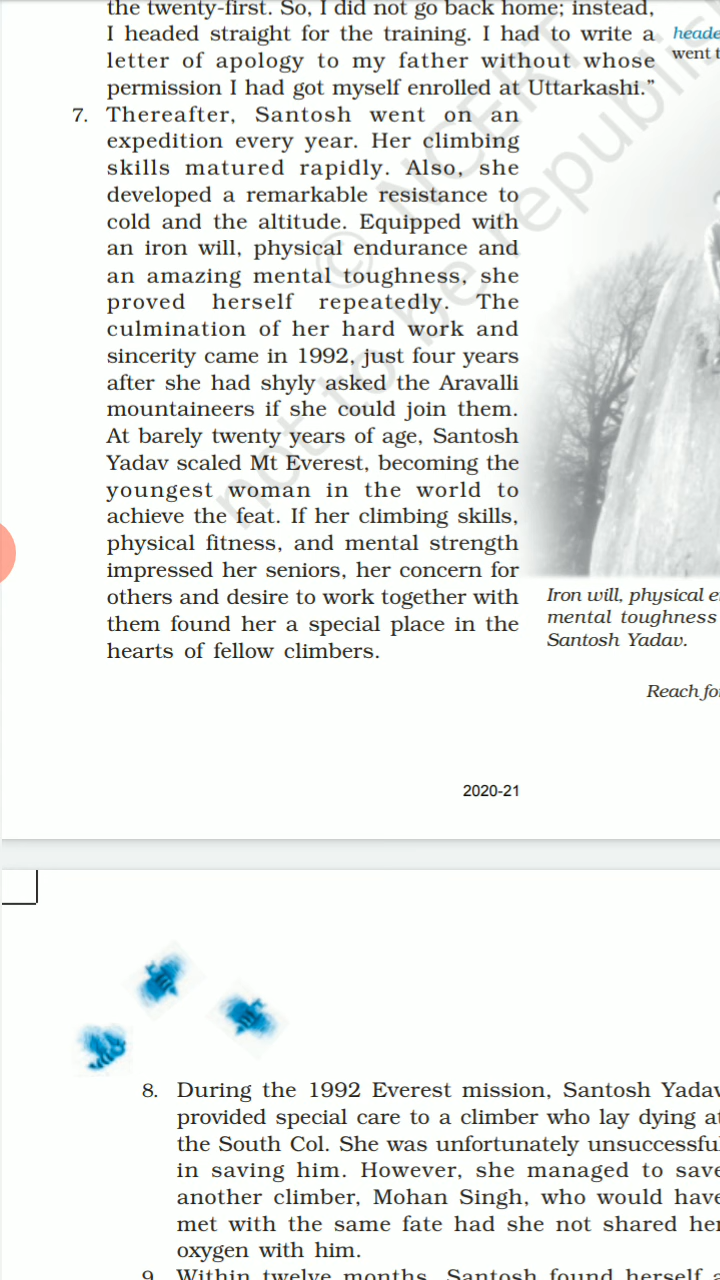 the twenty-first. So, I did not go back home; instead,
I headed straight for the training. I had to write a
letter of apology to my father without whose
permission I had got myself enrolled at Uttarkashi.”
heade
went t
7. Thereafter, Santosh went on an
expedition every year. Her climbing
skills matured rapidly. Also, she
developed a remarkable resistance to
cold and the altitude. Equipped with
an iron will, physical endurance and
an amazing mental toughness, she
proved herself repeatedly. The
culmination of her hard work and
sincerity came in 1992, just four years
after she had shyly asked the Aravalli
mountaineers if she could join them.
At barely twenty years of age, Santosh
Yadav scaled Mt Everest, becoming the
youngest woman in the world to
achieve the feat. If her climbing skills,
physical fitness, and mental strength
impressed her seniors, her concern for
others and desire to work together with
them found her a special place in the
hearts of fellow climbers.
Iron will, physical e
mental toughness
Santosh Yadav.
Reach fo
© NCERT
not to be republis
2020-21
8. During the 1992 Everest mission, Santosh Yadav
provided special care to a climber who lay dying at
the South Col. She was unfortunately unsuccessful
in saving him. However, she managed to save
another climber, Mohan Singh, who would have
met with the same fate had she not shared her
oxygen with him.
9. Within twelve months, Santosh found herself a